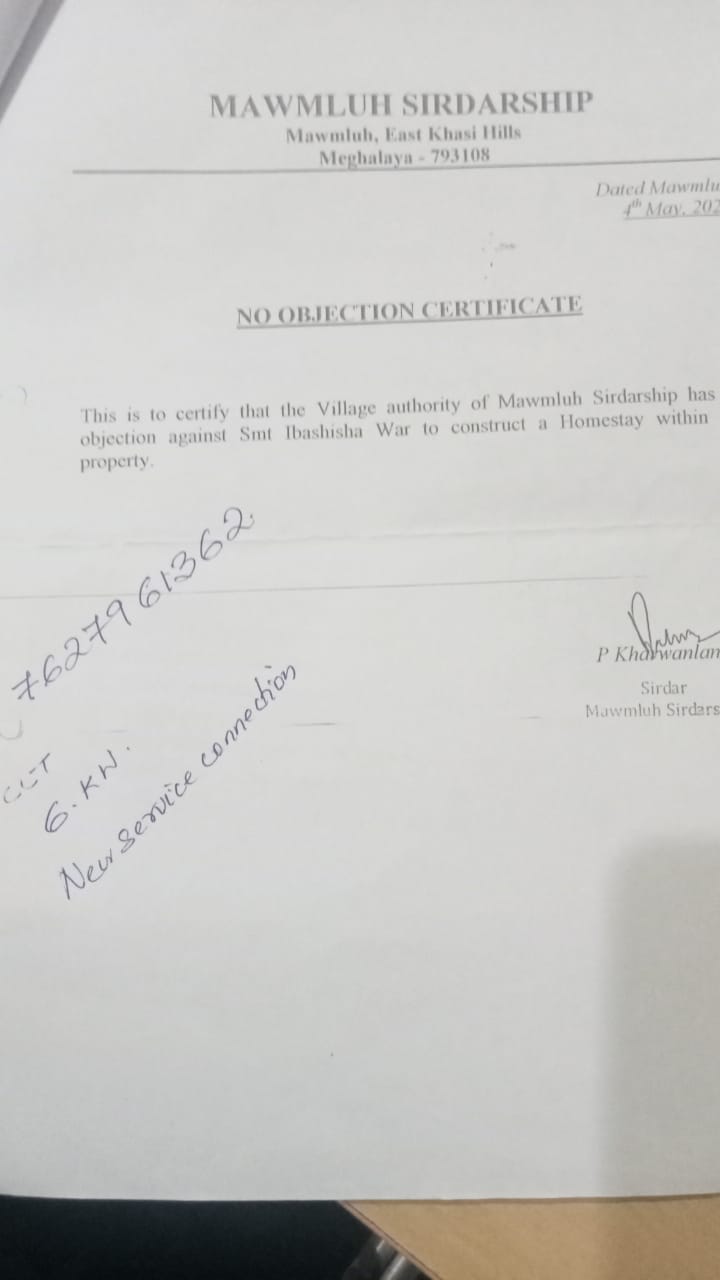 MAWMLUH SIRDARSHIP
Mawmluh, East Khasi Hills
Meghalaya - 793108
Dated Mawmlu
4th May, 202
NO OBJECTION CERTIFICATE
This is to certify that the Village authority of Mawmluh Sirdarship has
objection against Smt Ibashisha War to construct a Homestay within
property.
7627961362
P Kharwanlan
Sirdar
Mawmluh Sirdars
6.KW.
New Service connection